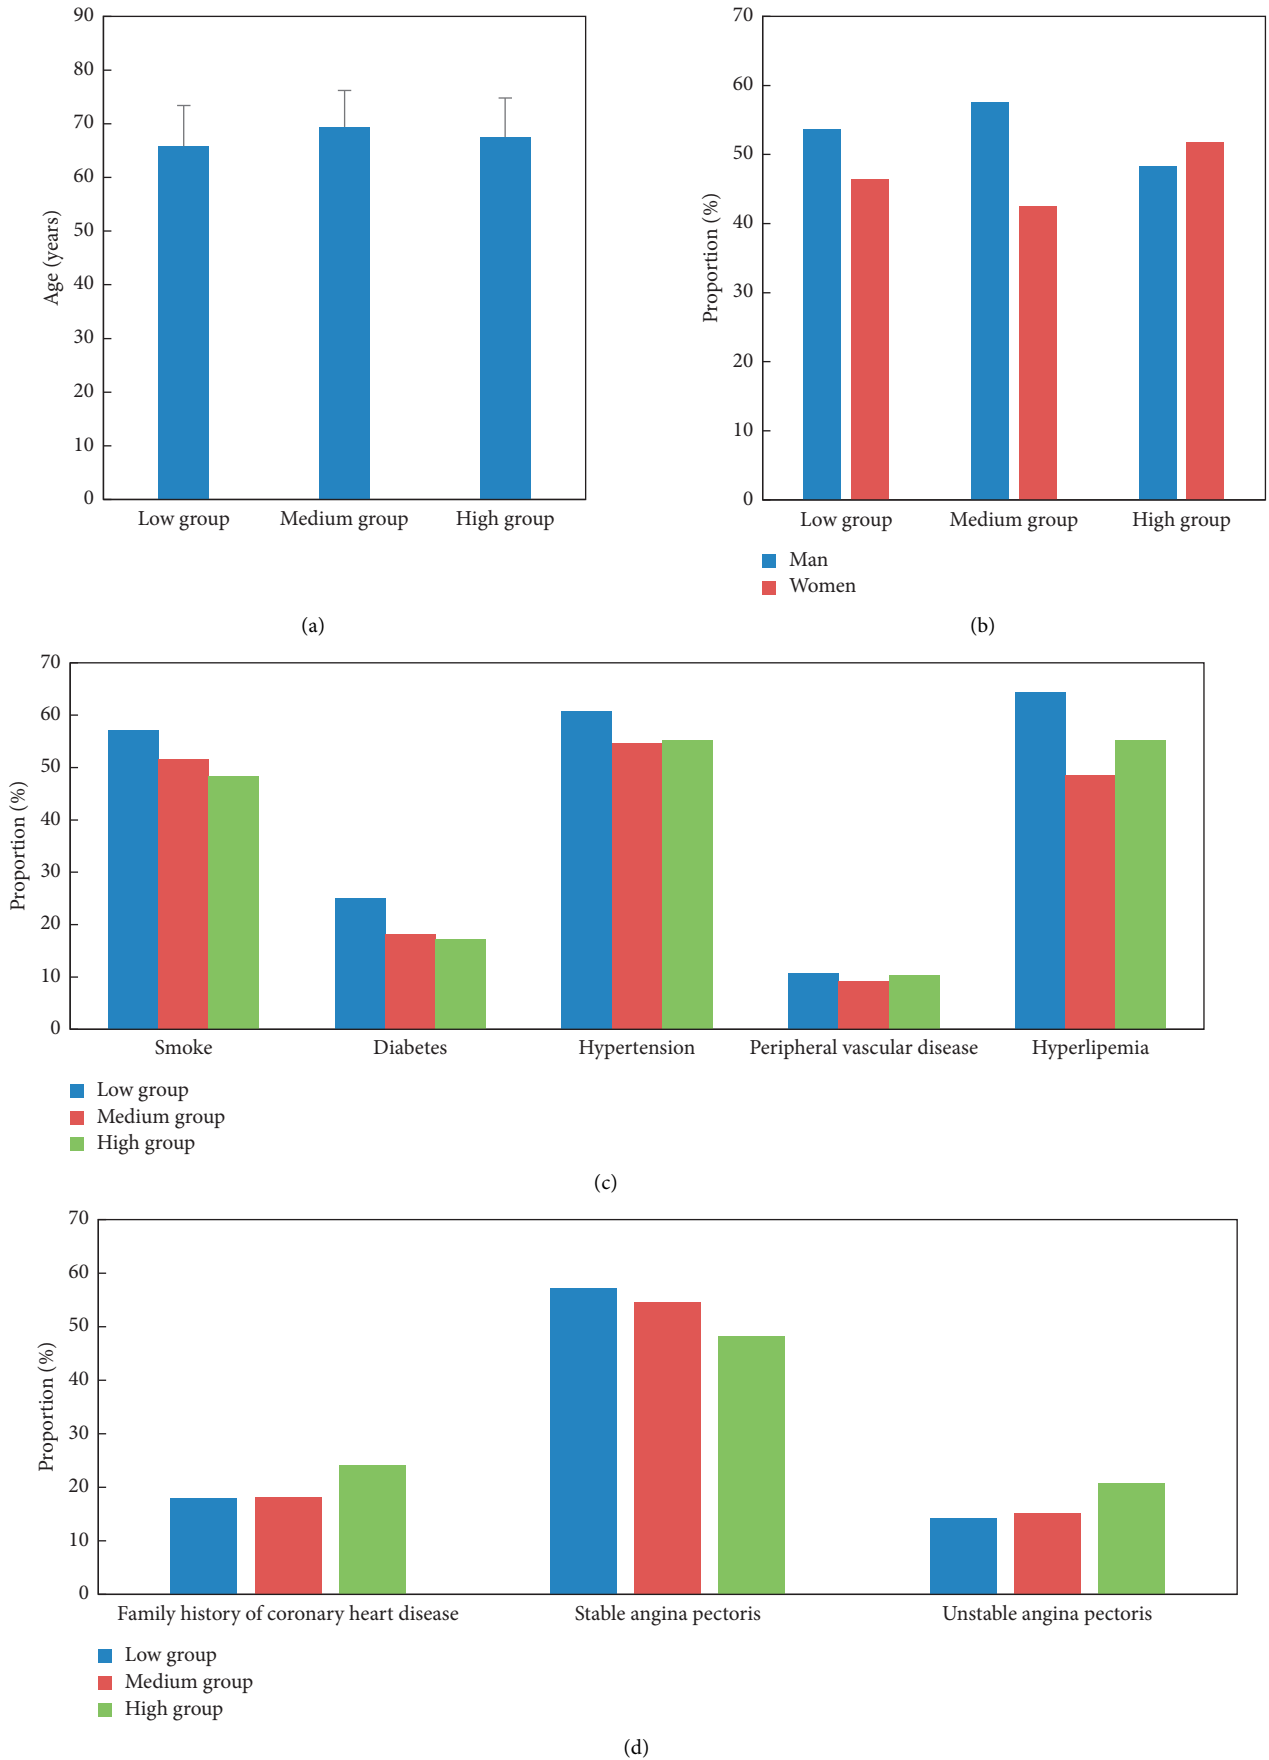 90
80
70
60
50
40
30
20
10
0
Age (years)
Low group
Medium group
High group
(a)
70
60
50
40
30
20
10
0
Proportion (%)
Low group
Medium group
High group
Man
Women
(b)
70
60
50
40
30
20
10
0
Proportion (%)
Smoke
Diabetes
Hypertension
Peripheral vascular disease
Hyperlipemia
Low group
Medium group
High group
(c)
70
60
50
40
30
20
10
0
Proportion (%)
Family history of coronary heart disease
Stable angina pectoris
Unstable angina pectoris
Low group
Medium group
High group
(d)